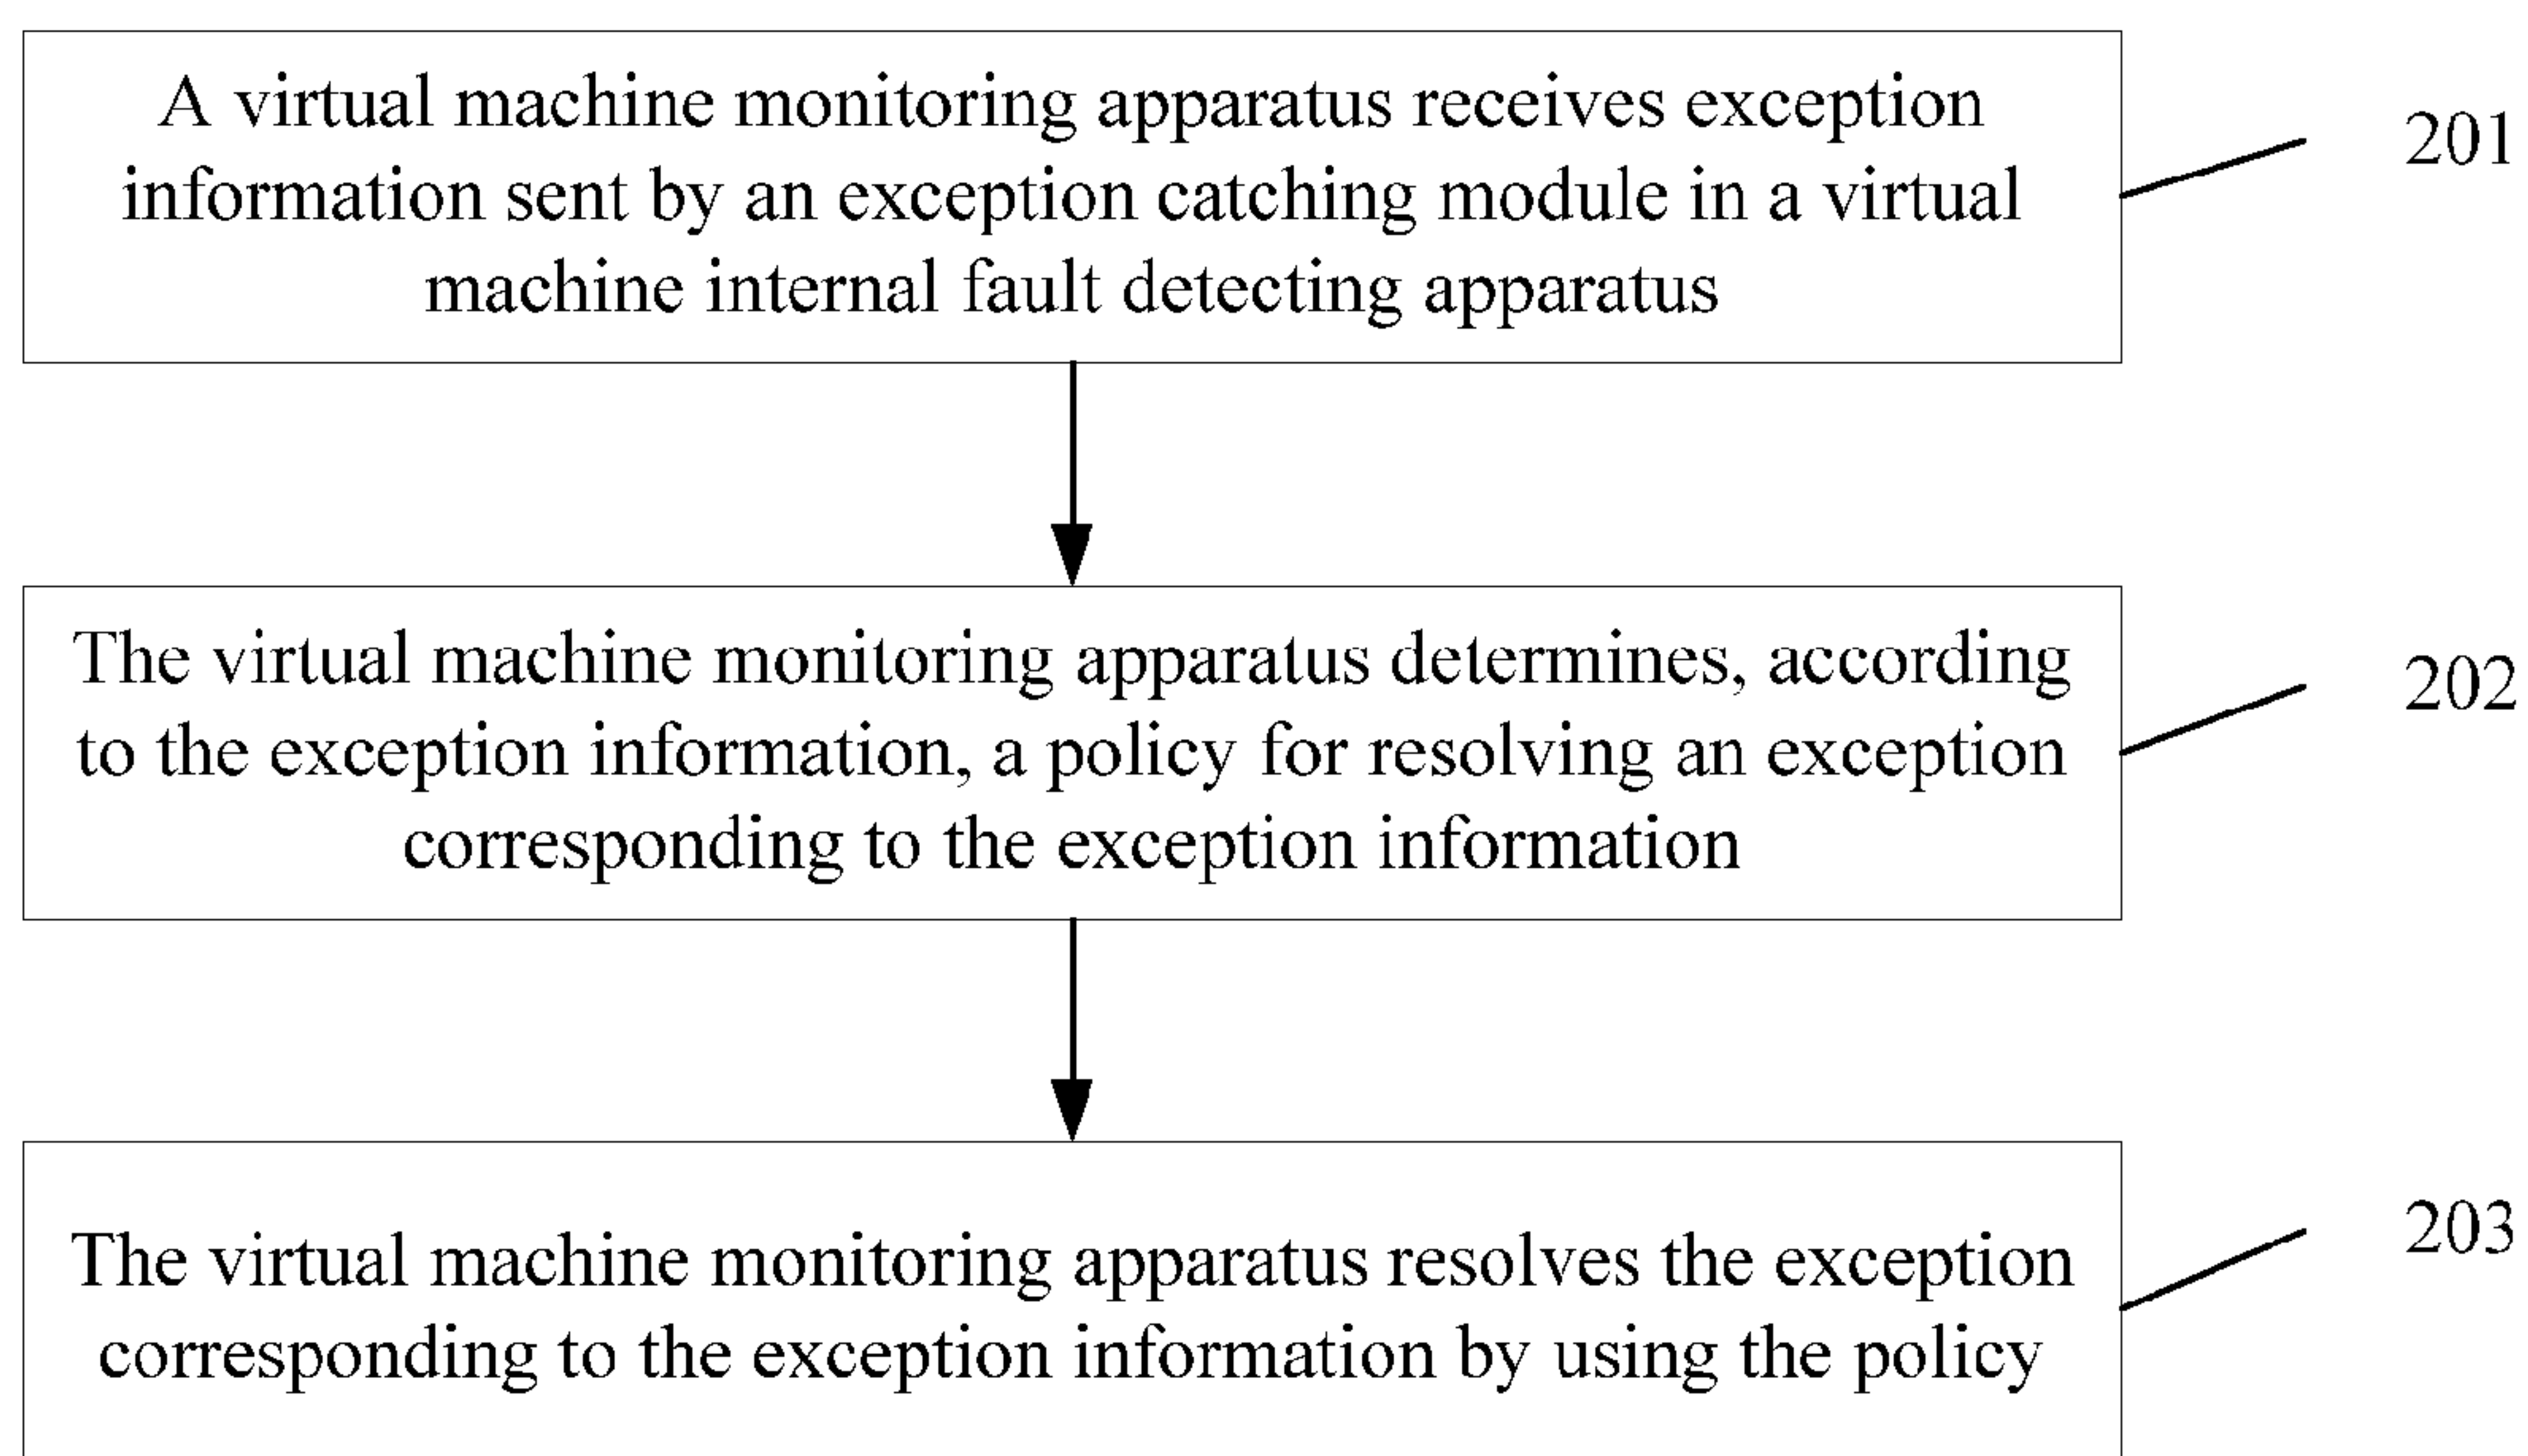 A virtual machine monitoring apparatus receives exception
information sent by an exception catching module in a virtual
machine internal fault detecting apparatus
201
The virtual machine monitoring apparatus determines, according
to the exception information, a policy for resolving an exception
corresponding to the exception information
202
The virtual machine monitoring apparatus resolves the exception
corresponding to the exception information by using the policy
203